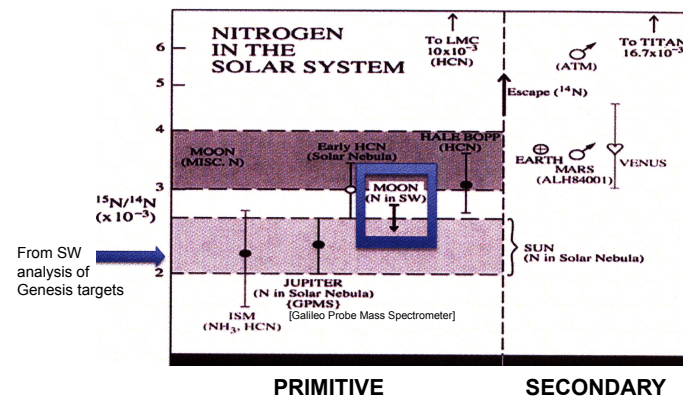 NITROGEN
IN THE
SOLAR SYSTEM
To LMC
10x10⁻³
(HCN)
(ATM)
To TITAN
16.7x10⁻³
Escape (¹⁴N)
6
5
4
3
2
¹⁵N/¹⁴N
(x 10⁻³)
MOON
(MISC. N)
Early HCN
(Solar Nebula)
HALE BOPP
(HCN)
MOON
(N in SW)
EARTH
MARS
(ALH84001)
VENUS
SUN
(N in Solar Nebula)
From SW
analysis of
Genesis targets
JUPITER
(N in Solar Nebula)
{GPMS}
[Galileo Probe Mass Spectrometer]
ISM
(NH₃, HCN)
PRIMITIVE
SECONDARY